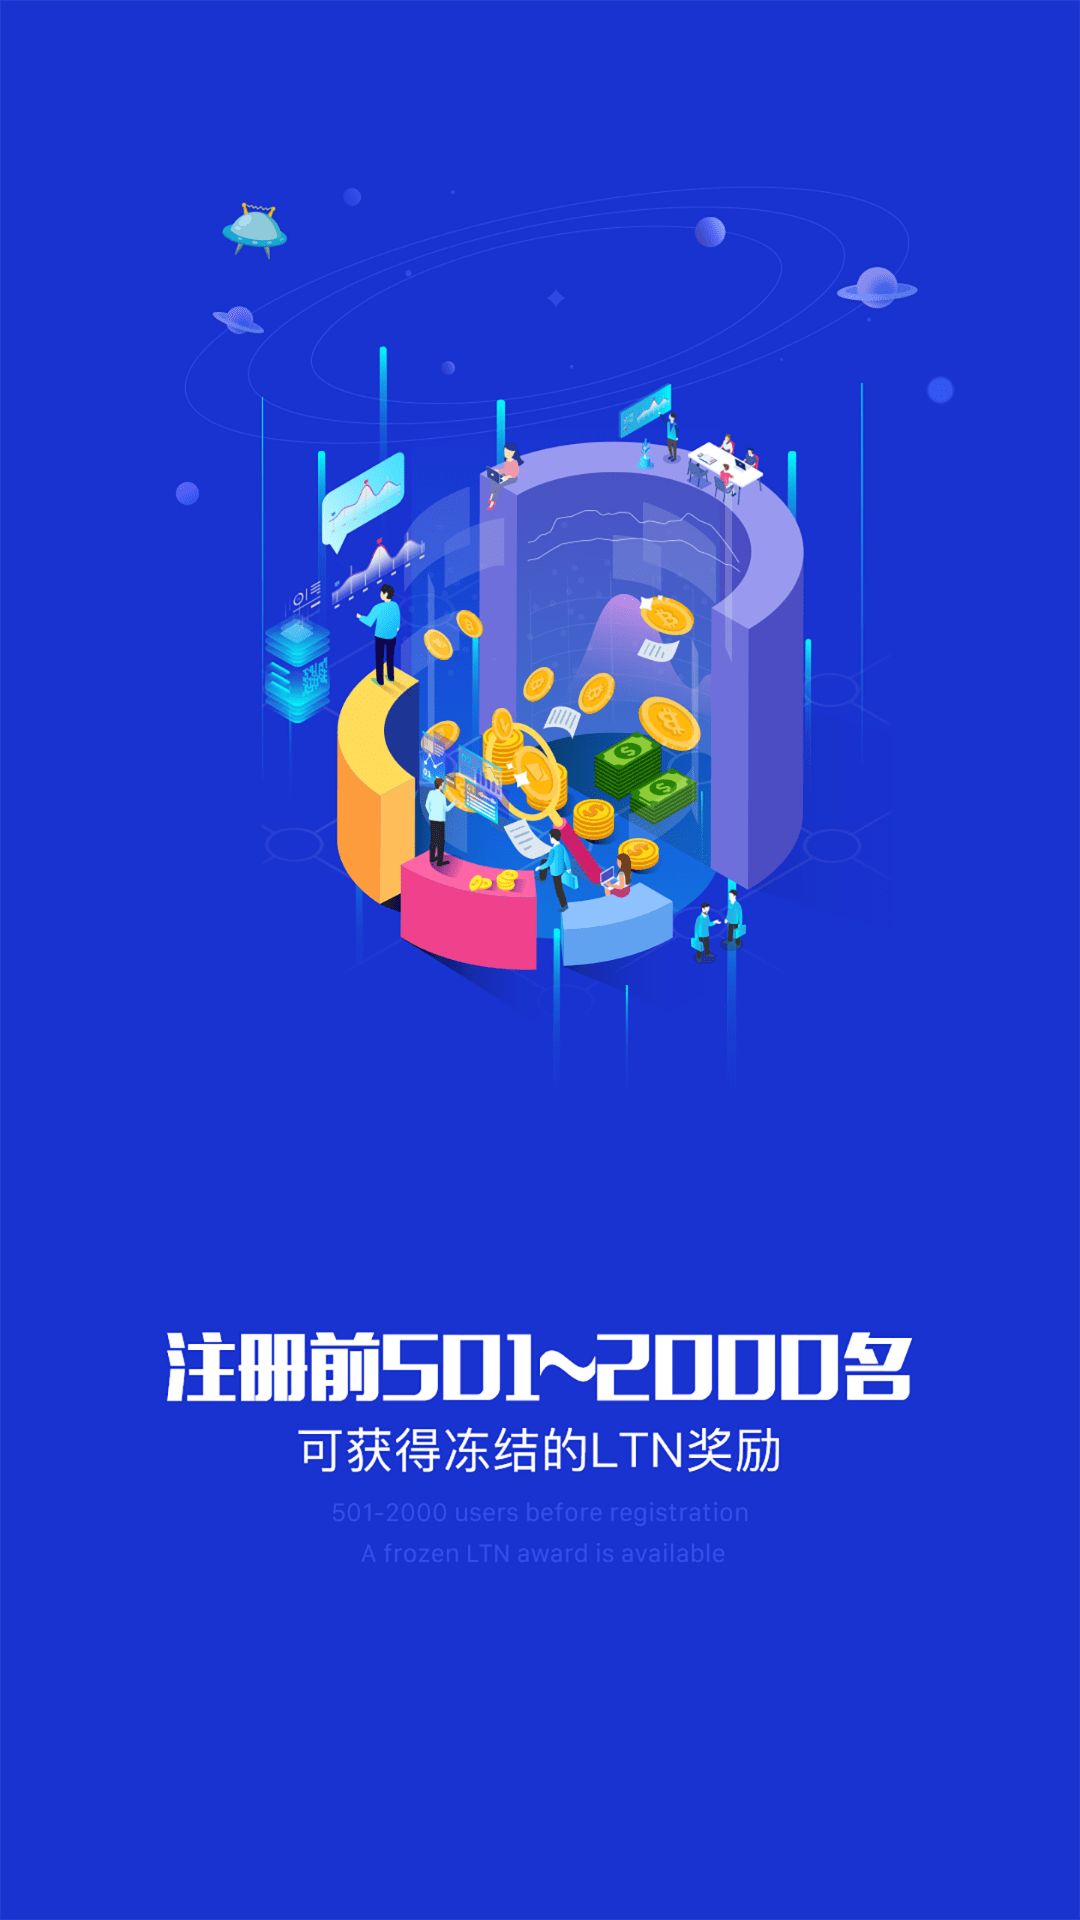 注册前501~2000名
可获得冻结的LTN奖励
501-2000 users before registration
A frozen LTN award is available